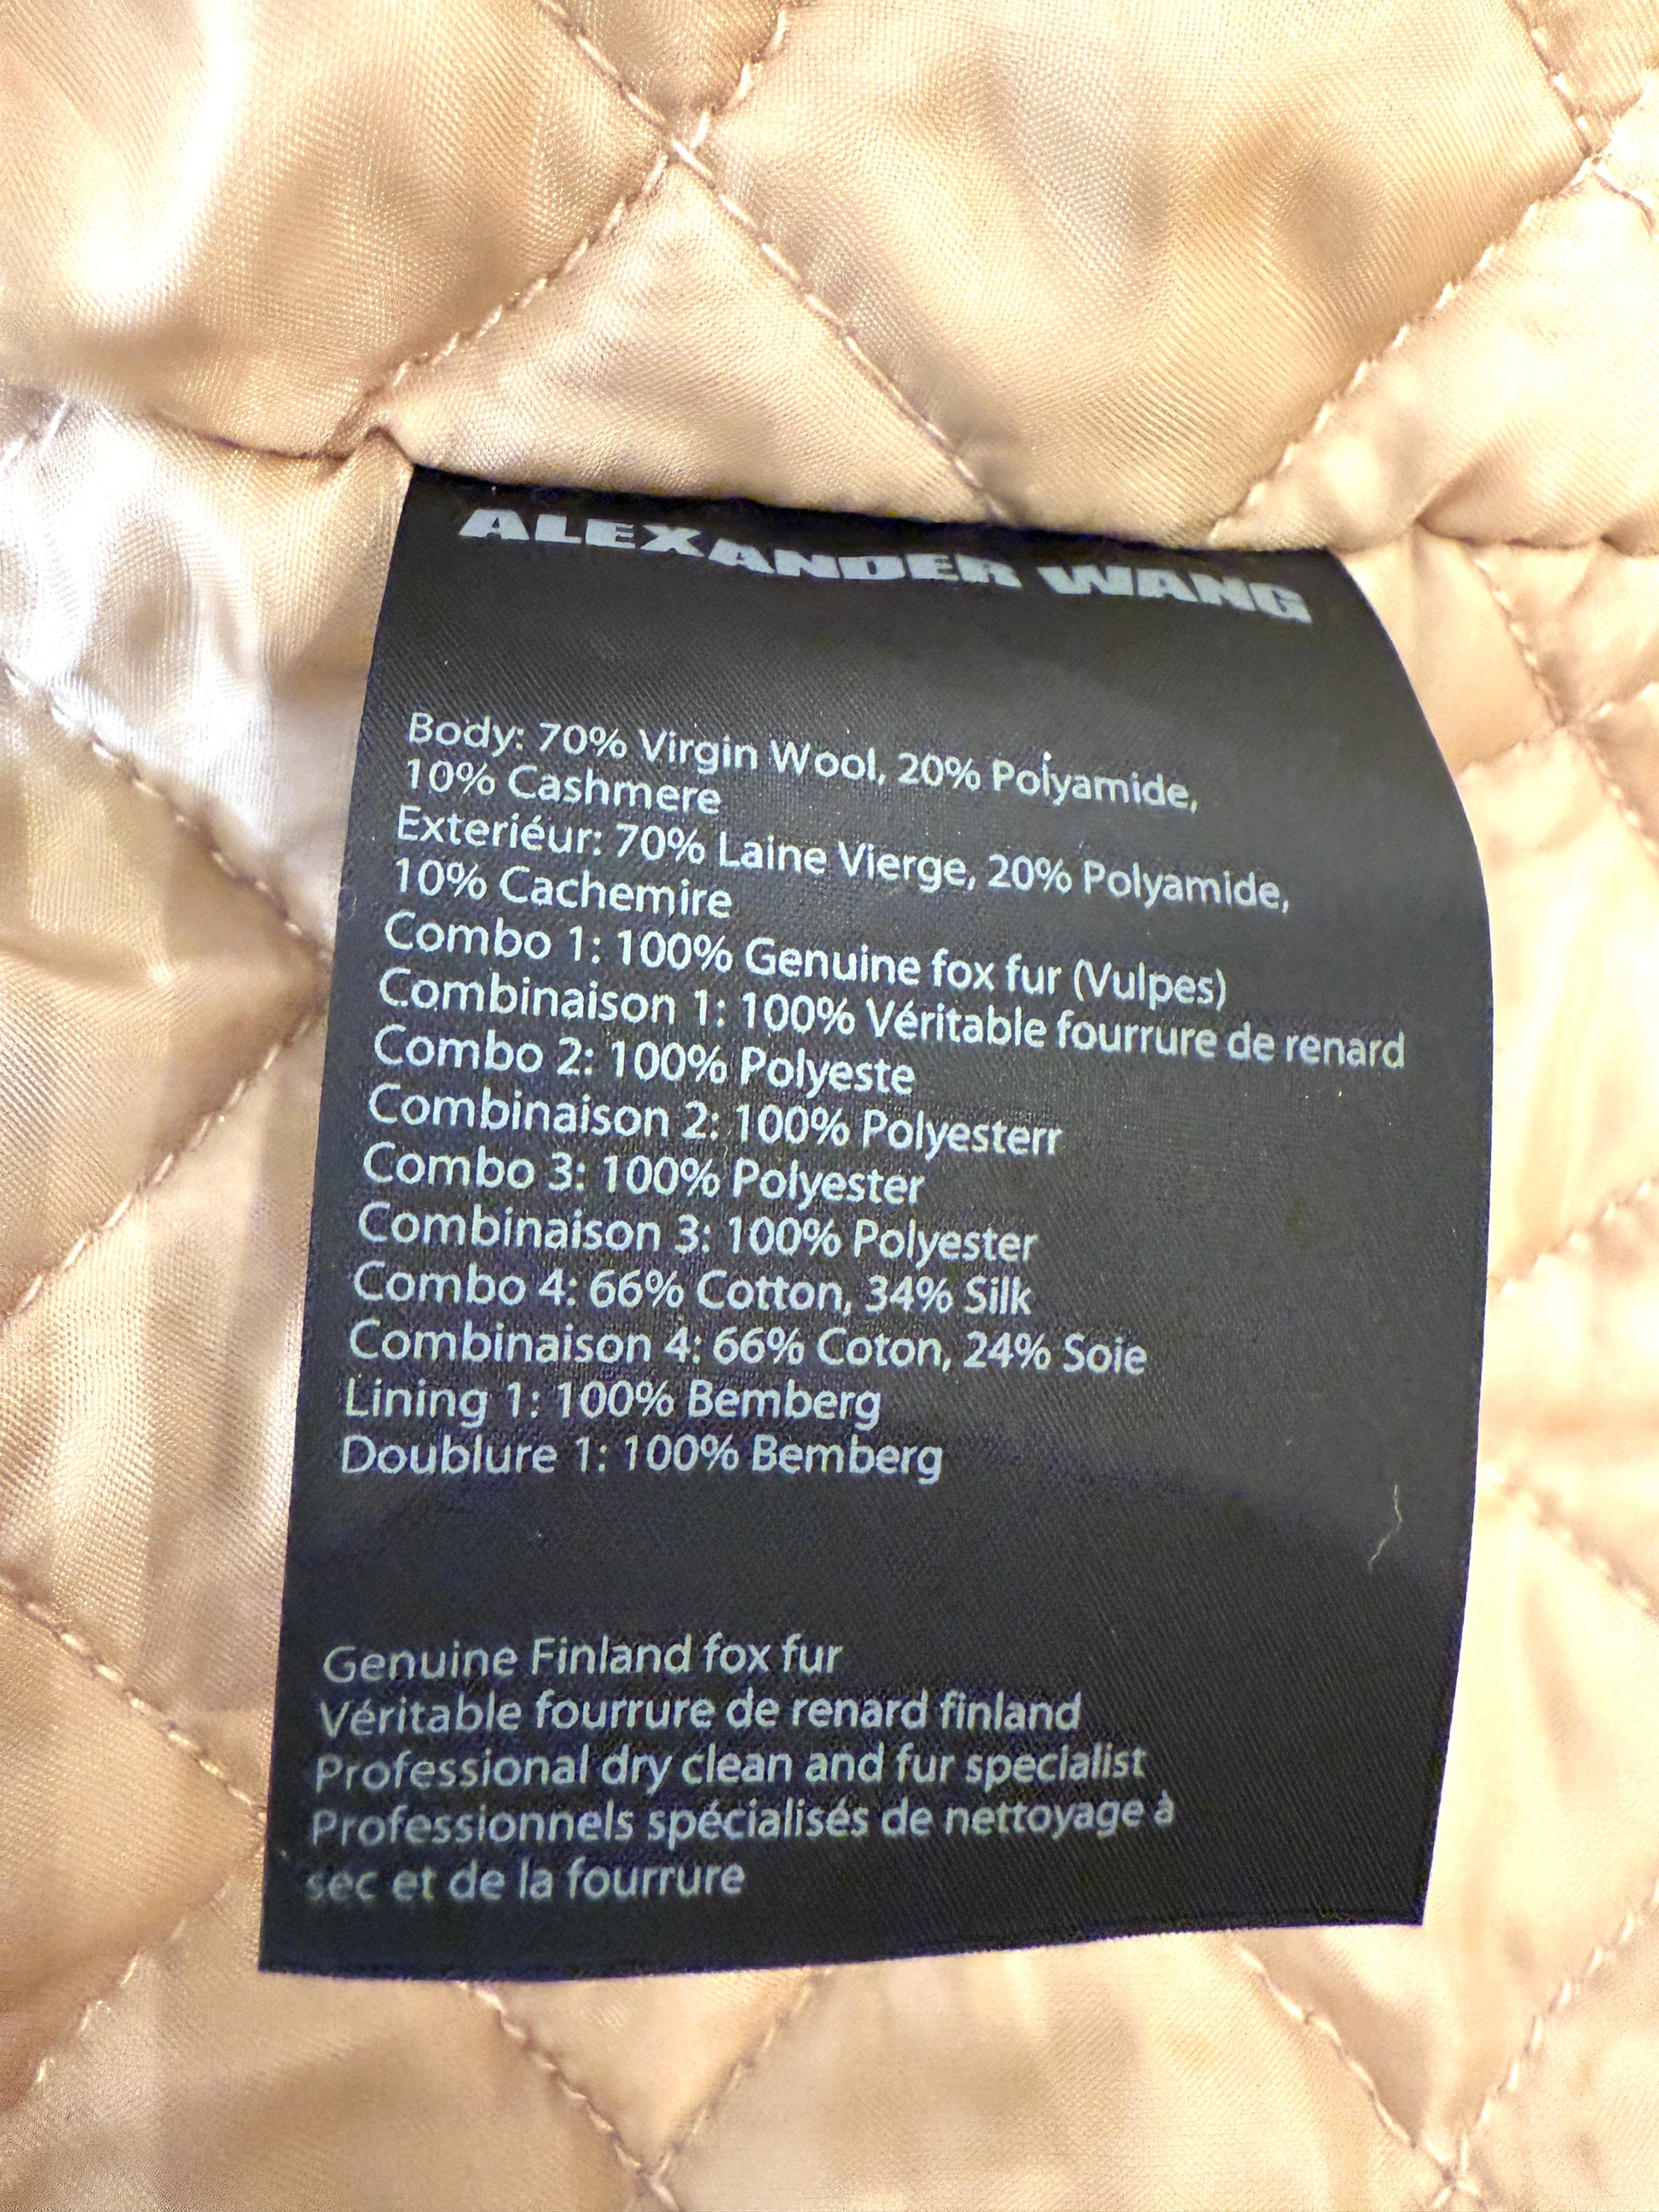 ALEXANDER WANG
Body: 70% Virgin Wool, 20% Polyamide,
10% Cashmere
Exteriéur: 70% Laine Vierge, 20% Polyamide,
10% Cachemire
Combo 1: 100% Genuine fox fur (Vulpes)
Combinaison 1: 100% Véritable fourrure de renard
Combo 2: 100% Polyeste
Combinaison 2: 100% Polyesterr
Combo 3: 100% Polyester
Combinaison 3: 100% Polyester
Combo 4: 66% Cotton, 34% Silk
Combinaison 4: 66% Coton, 24% Soie
Lining 1: 100% Bemberg
Doublure 1: 100% Bemberg
Genuine Finland fox fur
Véritable fourrure de renard finland
Professional dry clean and fur specialist
Professionnels spécialisés de nettoyage à
sec et de la fourrure